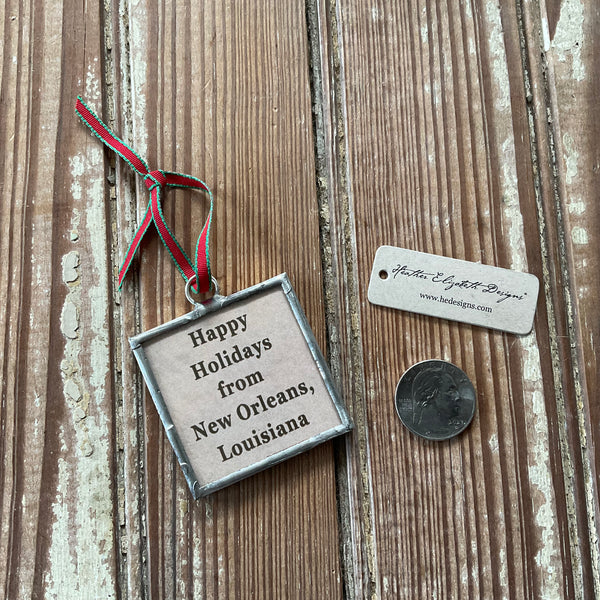 Happy
Holidays
from
New Orleans,
Louisiana
Heather Elizabeth Designs
www.hedesigns.com